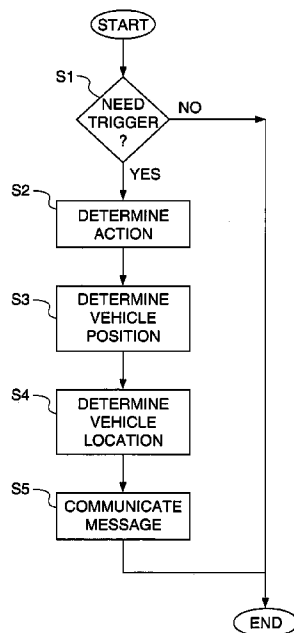 START
S1
NEED
TRIGGER
?
NO
YES
S2
DETERMINE
ACTION
S3
DETERMINE
VEHICLE
POSITION
S4
DETERMINE
VEHICLE
LOCATION
S5
COMMUNICATE
MESSAGE
END